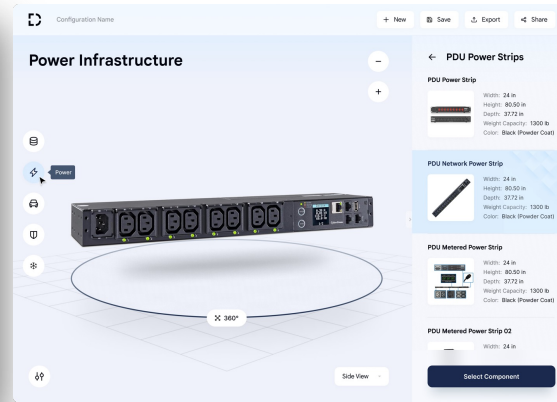 Configuration Name
+ New
Save
Export
Share
Power Infrastructure
Power
360°
Side View
PDU Power Strips
PDU Power Strip
Width: 24 in
Height: 80.50 in
Depth: 37.72 in
Weight Capacity: 1300 lb
Color: Black (Powder Coat)
PDU Network Power Strip
Width: 24 in
Height: 80.50 in
Depth: 37.72 in
Weight Capacity: 1300 lb
Color: Black (Powder Coat)
PDU Metered Power Strip
Width: 24 in
Height: 80.50 in
Depth: 37.72 in
Weight Capacity: 1300 lb
Color: Black (Powder Coat)
PDU Metered Power Strip 02
Width: 24 in
Select Component